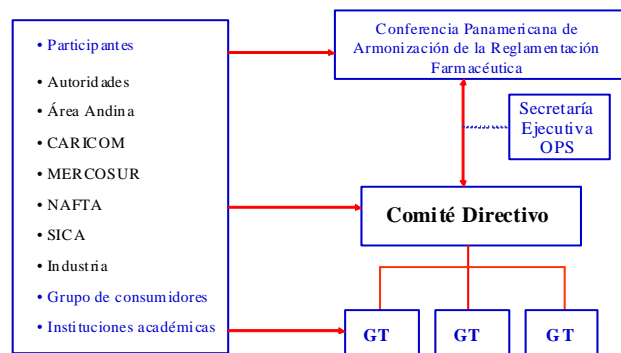 • Participantes
• Autoridades
• Área Andina
• CARICOM
• MERCOSUR
• NAFTA
• SICA
• Industria
• Grupo de consumidores
• Instituciones académicas
Conferencia Panamericana de
Armonización de la Reglamentación
Farmacéutica
Secretaría
Ejecutiva
OPS
Comité Directivo
GT
GT
GT